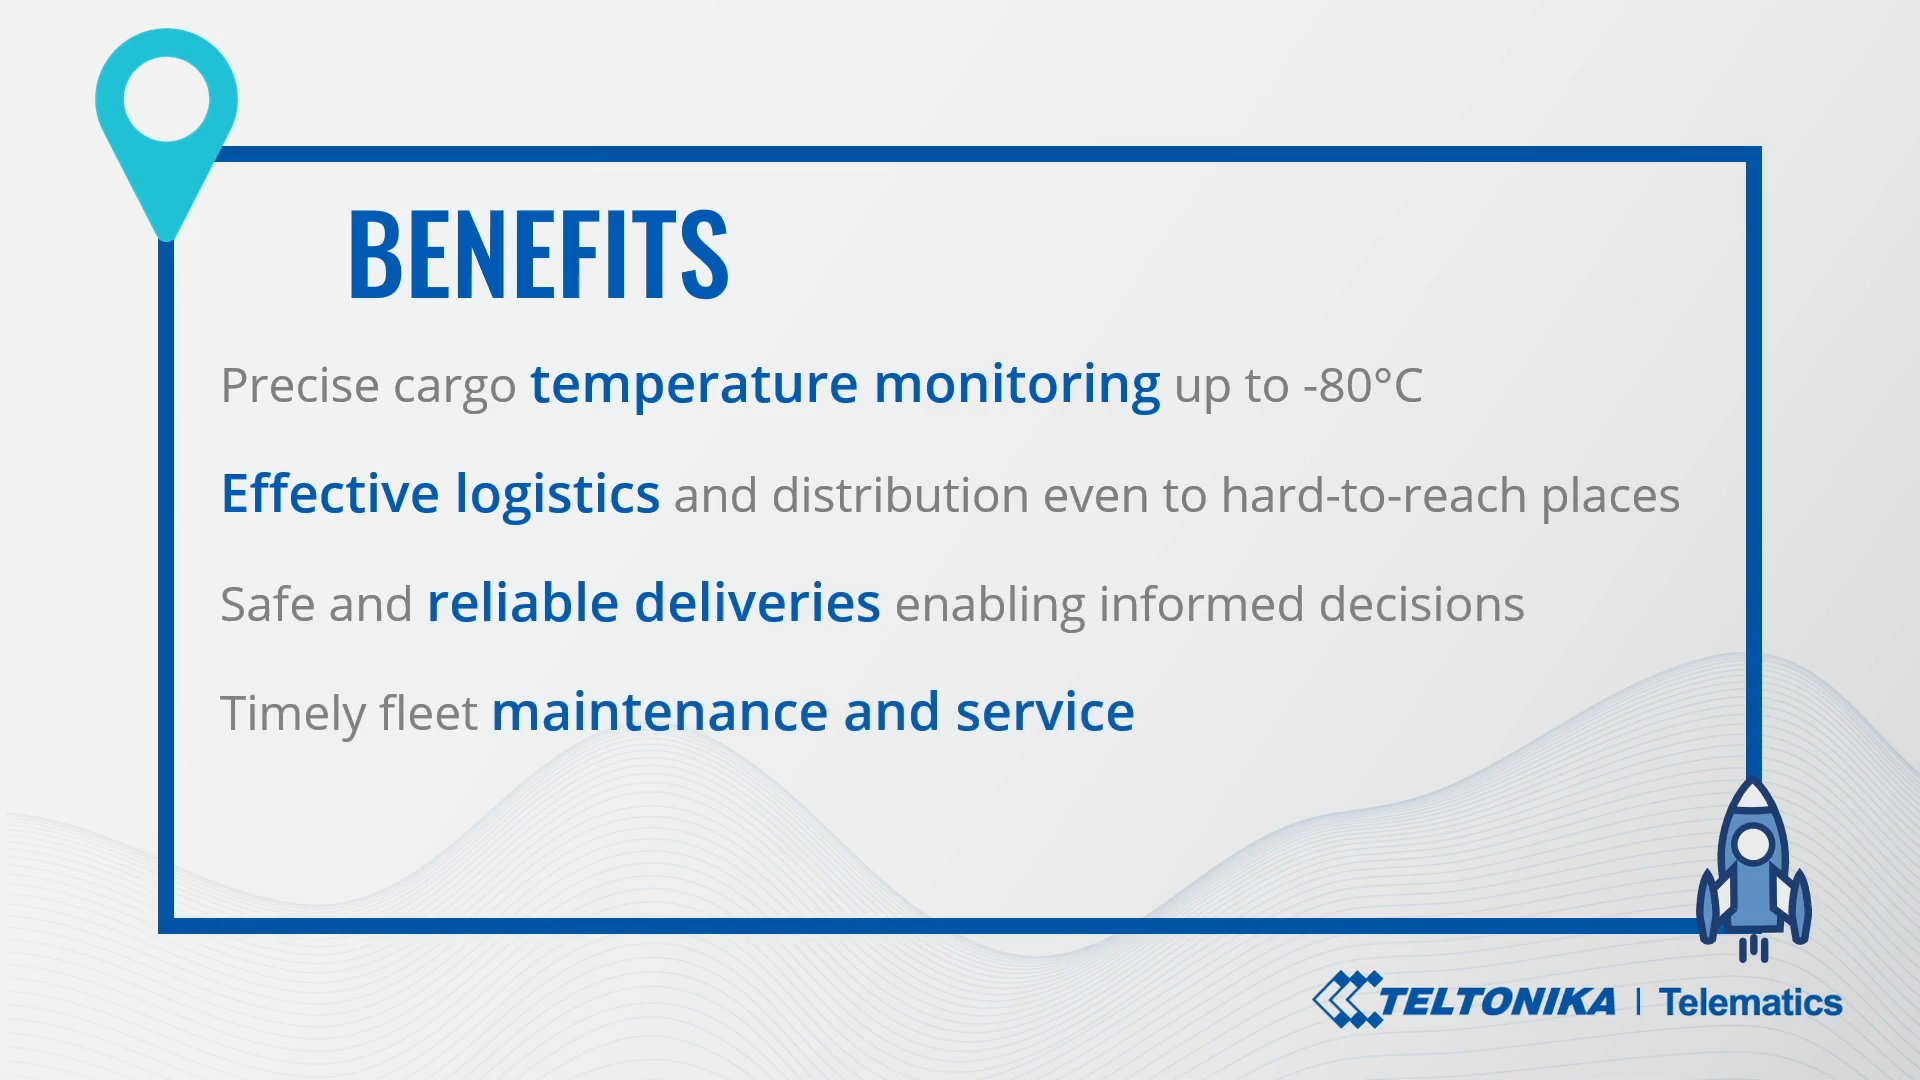 BENEFITS
Precise cargo temperature monitoring up to -80°C
Effective logistics and distribution even to hard-to-reach places
Safe and reliable deliveries enabling informed decisions
Timely fleet maintenance and service
TELTONIKA | Telematics